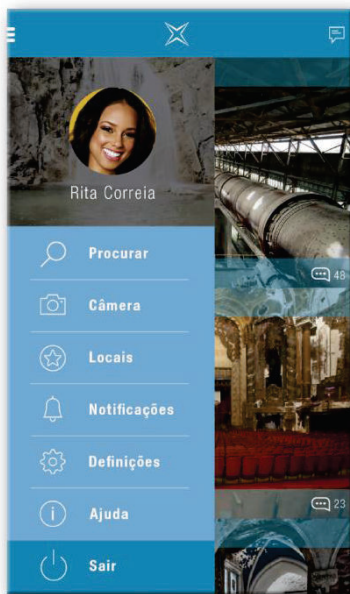 Rita Correia
Procurar
48
Câmera
Locais
Notificações
Definições
23
Ajuda
Sair